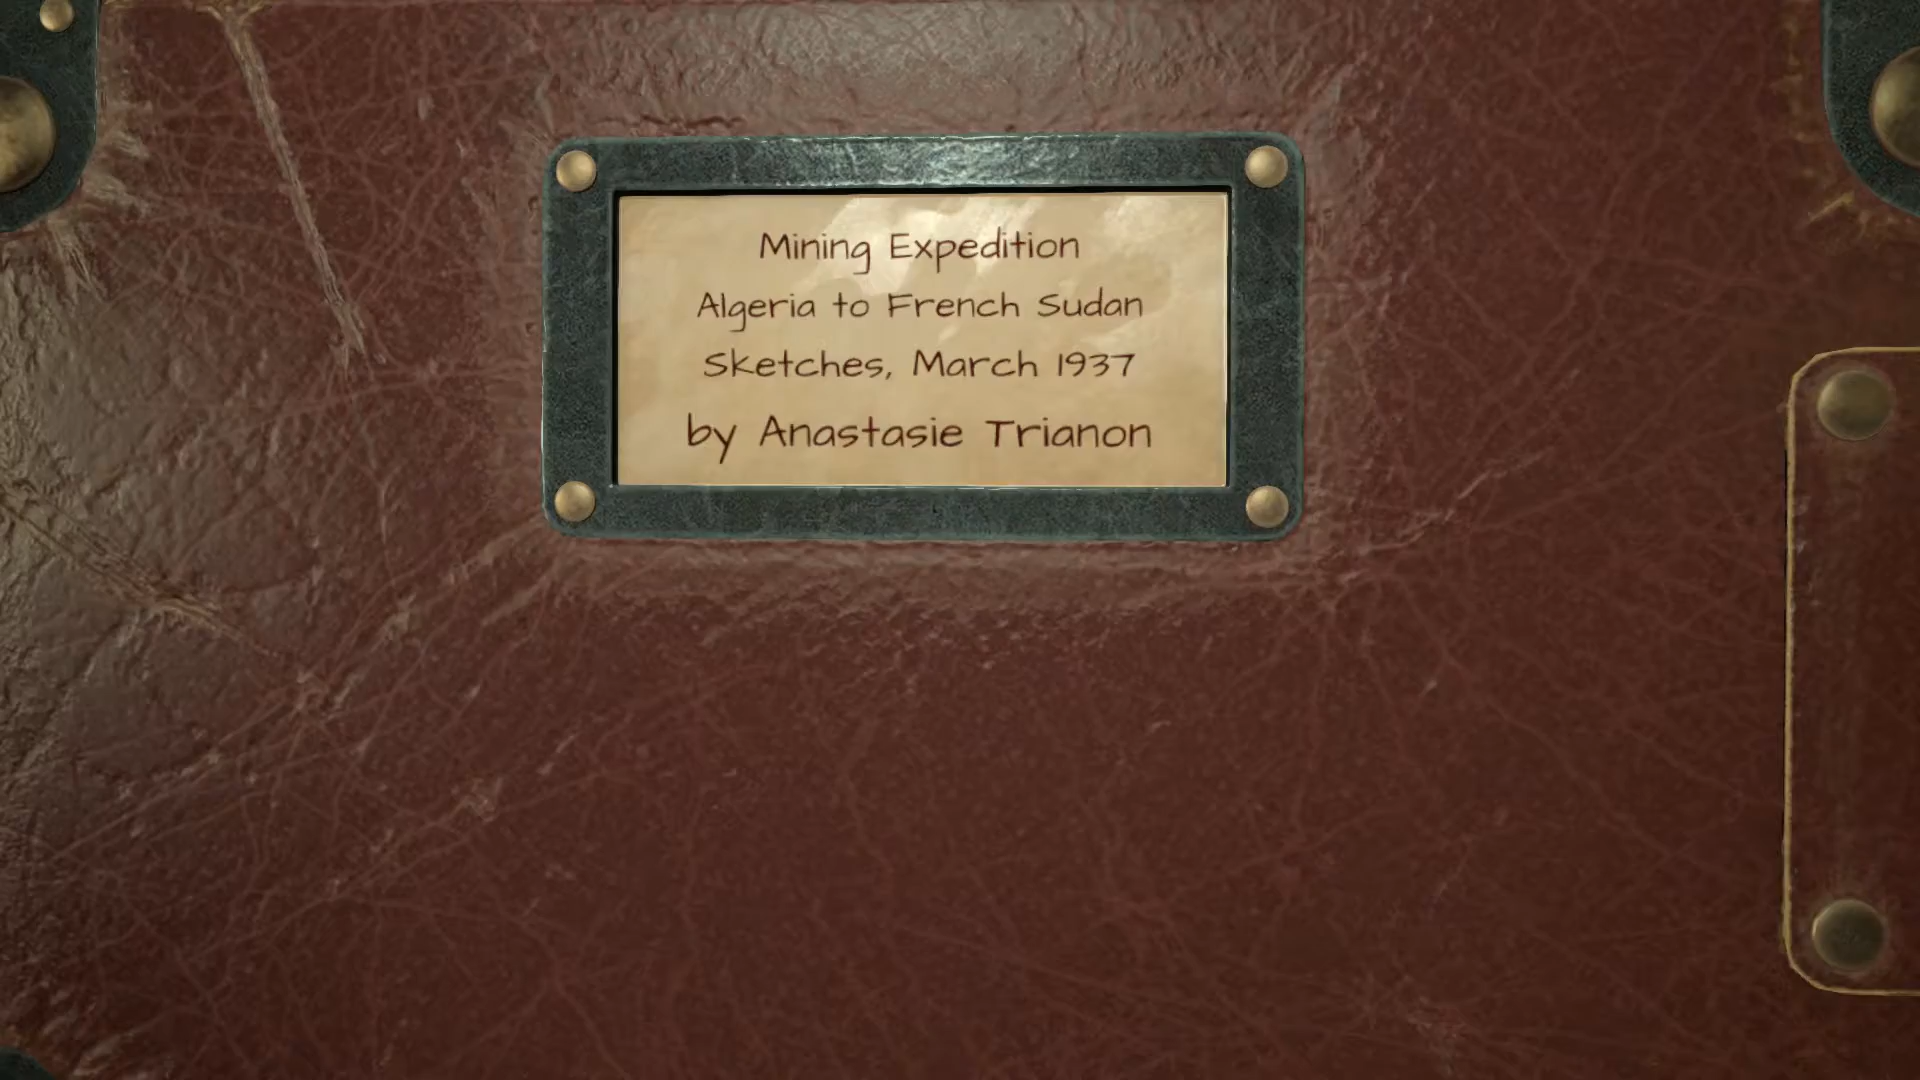 Mining Expedition
Algeria to French Sudan
Sketches, March 1937
by Anastasie Trianon